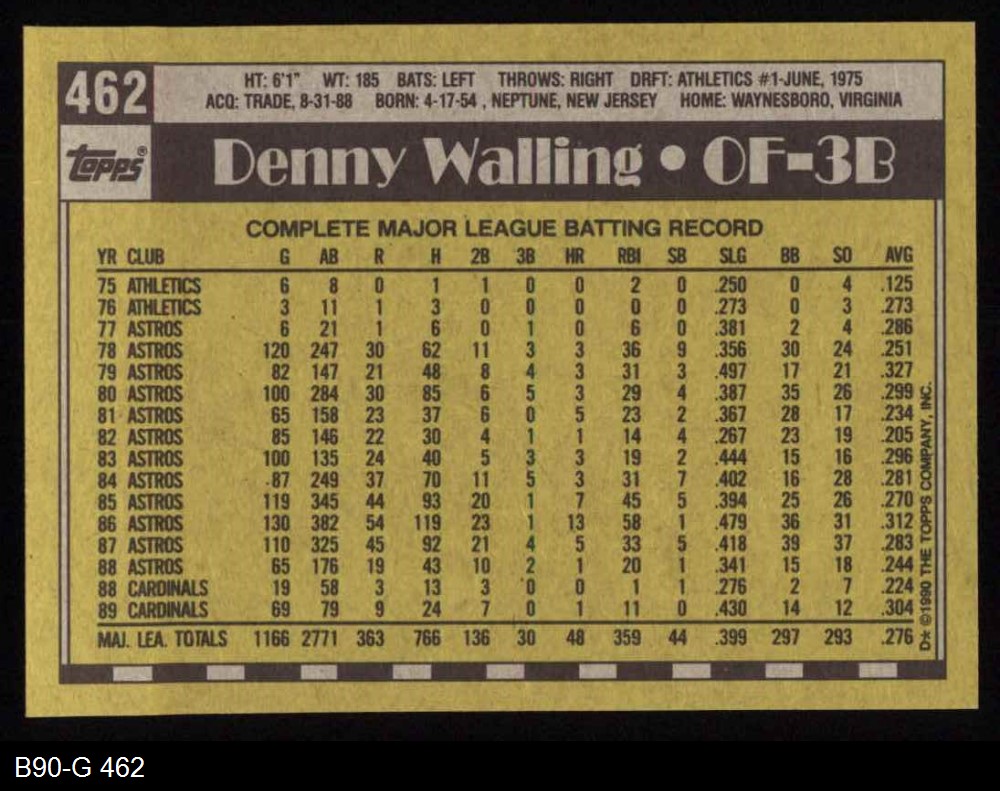 462
HT: 6'1" WT: 185 BATS: LEFT THROWS: RIGHT DRFT: ATHLETICS #1-JUNE, 1975
ACQ: TRADE, 8-31-88 BORN: 4-17-54 , NEPTUNE, NEW JERSEY HOME: WAYNESBORO, VIRGINIA
topps®
Denny Walling • OF-3B
COMPLETE MAJOR LEAGUE BATTING RECORD
YR CLUB G AB R H 2B 3B HR RBI SB SLG BB SO AVG
75 ATHLETICS 6 8 0 1 1 0 0 2 0 .250 0 4 .125
76 ATHLETICS 3 11 1 3 0 0 0 0 0 .273 0 3 .273
77 ASTROS 6 21 1 6 0 1 0 6 0 .381 2 4 .286
78 ASTROS 120 247 30 62 11 3 3 36 9 .356 30 24 .251
79 ASTROS 82 147 21 48 8 4 3 31 3 .497 17 21 .327
80 ASTROS 100 284 30 85 6 5 3 29 4 .387 35 26 .299
81 ASTROS 65 158 23 37 6 0 5 23 2 .367 28 17 .234
82 ASTROS 85 146 22 30 4 1 1 14 4 .267 23 19 .205
83 ASTROS 100 135 24 40 5 3 3 19 2 .444 15 16 .296
84 ASTROS 87 249 37 70 11 5 3 31 7 .402 16 28 .281
85 ASTROS 119 345 44 93 20 1 7 45 5 .394 25 26 .270
86 ASTROS 130 382 54 119 23 1 13 58 1 .479 36 31 .312
87 ASTROS 110 325 45 92 21 4 5 33 5 .418 39 37 .283
88 ASTROS 65 176 19 43 10 2 1 20 1 .341 15 18 .244
88 CARDINALS 19 58 3 13 3 0 0 1 1 .276 2 7 .224
89 CARDINALS 69 79 9 24 7 0 1 11 0 .430 14 12 .304
MAJ. LEA. TOTALS 1166 2771 363 766 136 30 48 359 44 .399 297 293 .276
D* ©1990 THE TOPPS COMPANY, INC.
B90-G 462